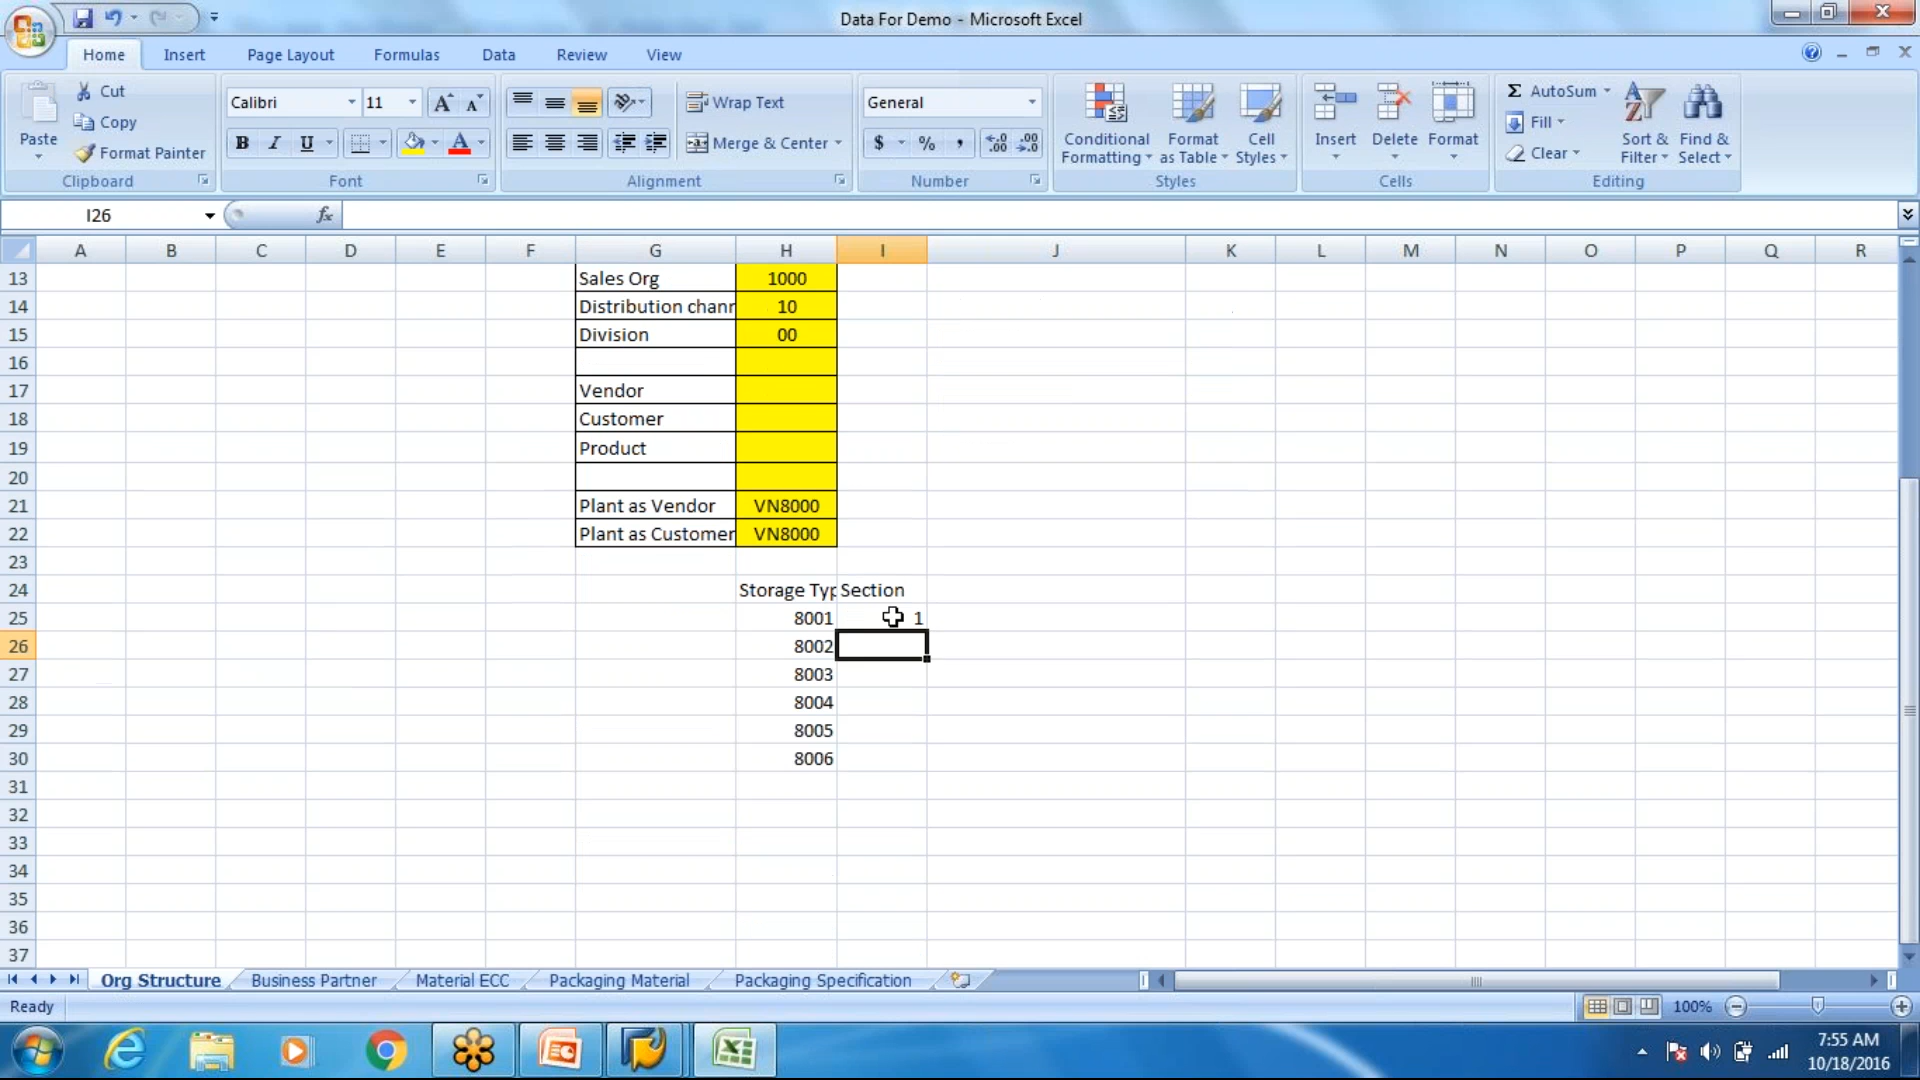 Data For Demo - Microsoft Excel
Home Insert Page Layout Formulas Data Review View
Paste
Cut
Copy
Format Painter
Clipboard
Calibri 11
B I U
Font
Wrap Text
Merge & Center
Alignment
General
$ % ,
Number
Conditional Formatting
Format as Table
Cell Styles
Styles
Insert
Delete
Format
Cells
Σ AutoSum
Fill
Clear
Sort & Filter
Find & Select
Editing
I26
fx
A B C D E F G H I J K L M N O P Q R
13 Sales Org 1000
14 Distribution chanr 10
15 Division 00
16
17 Vendor
18 Customer
19 Product
20
21 Plant as Vendor VN8000
22 Plant as Customer VN8000
23
24 Storage Typ Section
25 8001 1
26 8002
27 8003
28 8004
29 8005
30 8006
31
32
33
34
35
36
37
Org Structure Business Partner Material ECC Packaging Material Packaging Specification
Ready
100%
7:55 AM
10/18/2016